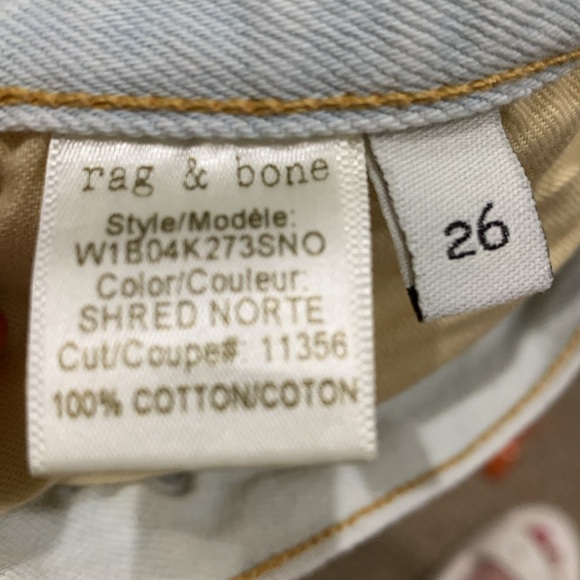 rag & bone
Style/Modèle:
W1B04K273SNO
Color/Couleur:
SHRED NORTE
Cut/Coupe#: 11356
100% COTTON/COTON
26